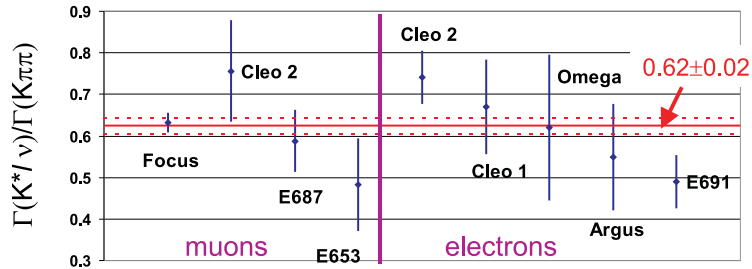 Γ(K*l ν)/Γ(Kππ)
0.9
0.8
0.7
0.6
0.5
0.4
0.3
Focus
Cleo 2
E687
E653
muons
Cleo 2
Cleo 1
Omega
Argus
E691
electrons
0.62±0.02